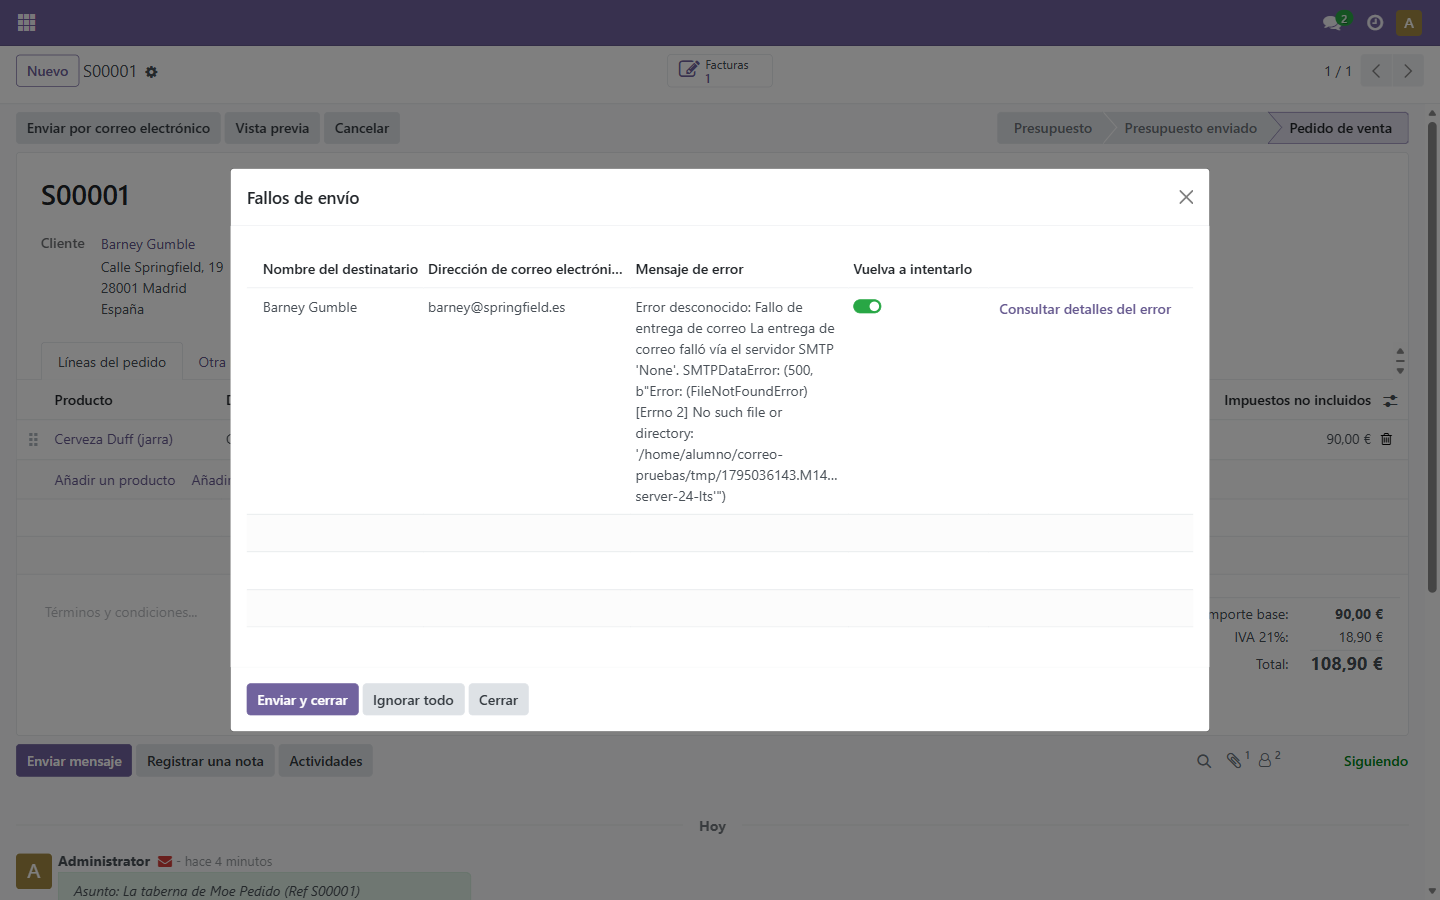 2
A
Nuevo
S00001
Facturas
1
1 / 1
Enviar por correo electrónico
Vista previa
Cancelar
Presupuesto
Presupuesto enviado
Pedido de venta
S00001
Cliente
Barney Gumble
Calle Springfield, 19
28001 Madrid
España
Líneas del pedido
Otra
Producto
Impuestos no incluidos
Cerveza Duff (jarra)
90,00 €
Añadir un producto
Añadi
Términos y condiciones...
mporte base:
90,00 €
IVA 21%:
18,90 €
Total:
108,90 €
Fallos de envío
Nombre del destinatario
Dirección de correo electróni...
Mensaje de error
Vuelva a intentarlo
Barney Gumble
barney@springfield.es
Error desconocido: Fallo de
entrega de correo La entrega de
correo falló vía el servidor SMTP
'None'. SMTPDataError: (500,
b"Error: (FileNotFoundError)
[Errno 2] No such file or
directory:
'/home/alumno/correo-
pruebas/tmp/1795036143.M14...
server-24-lts'")
Consultar detalles del error
Enviar y cerrar
Ignorar todo
Cerrar
Enviar mensaje
Registrar una nota
Actividades
1
2
Siguiendo
Hoy
A
Administrator
- hace 4 minutos
Asunto: La taberna de Moe Pedido (Ref S00001)